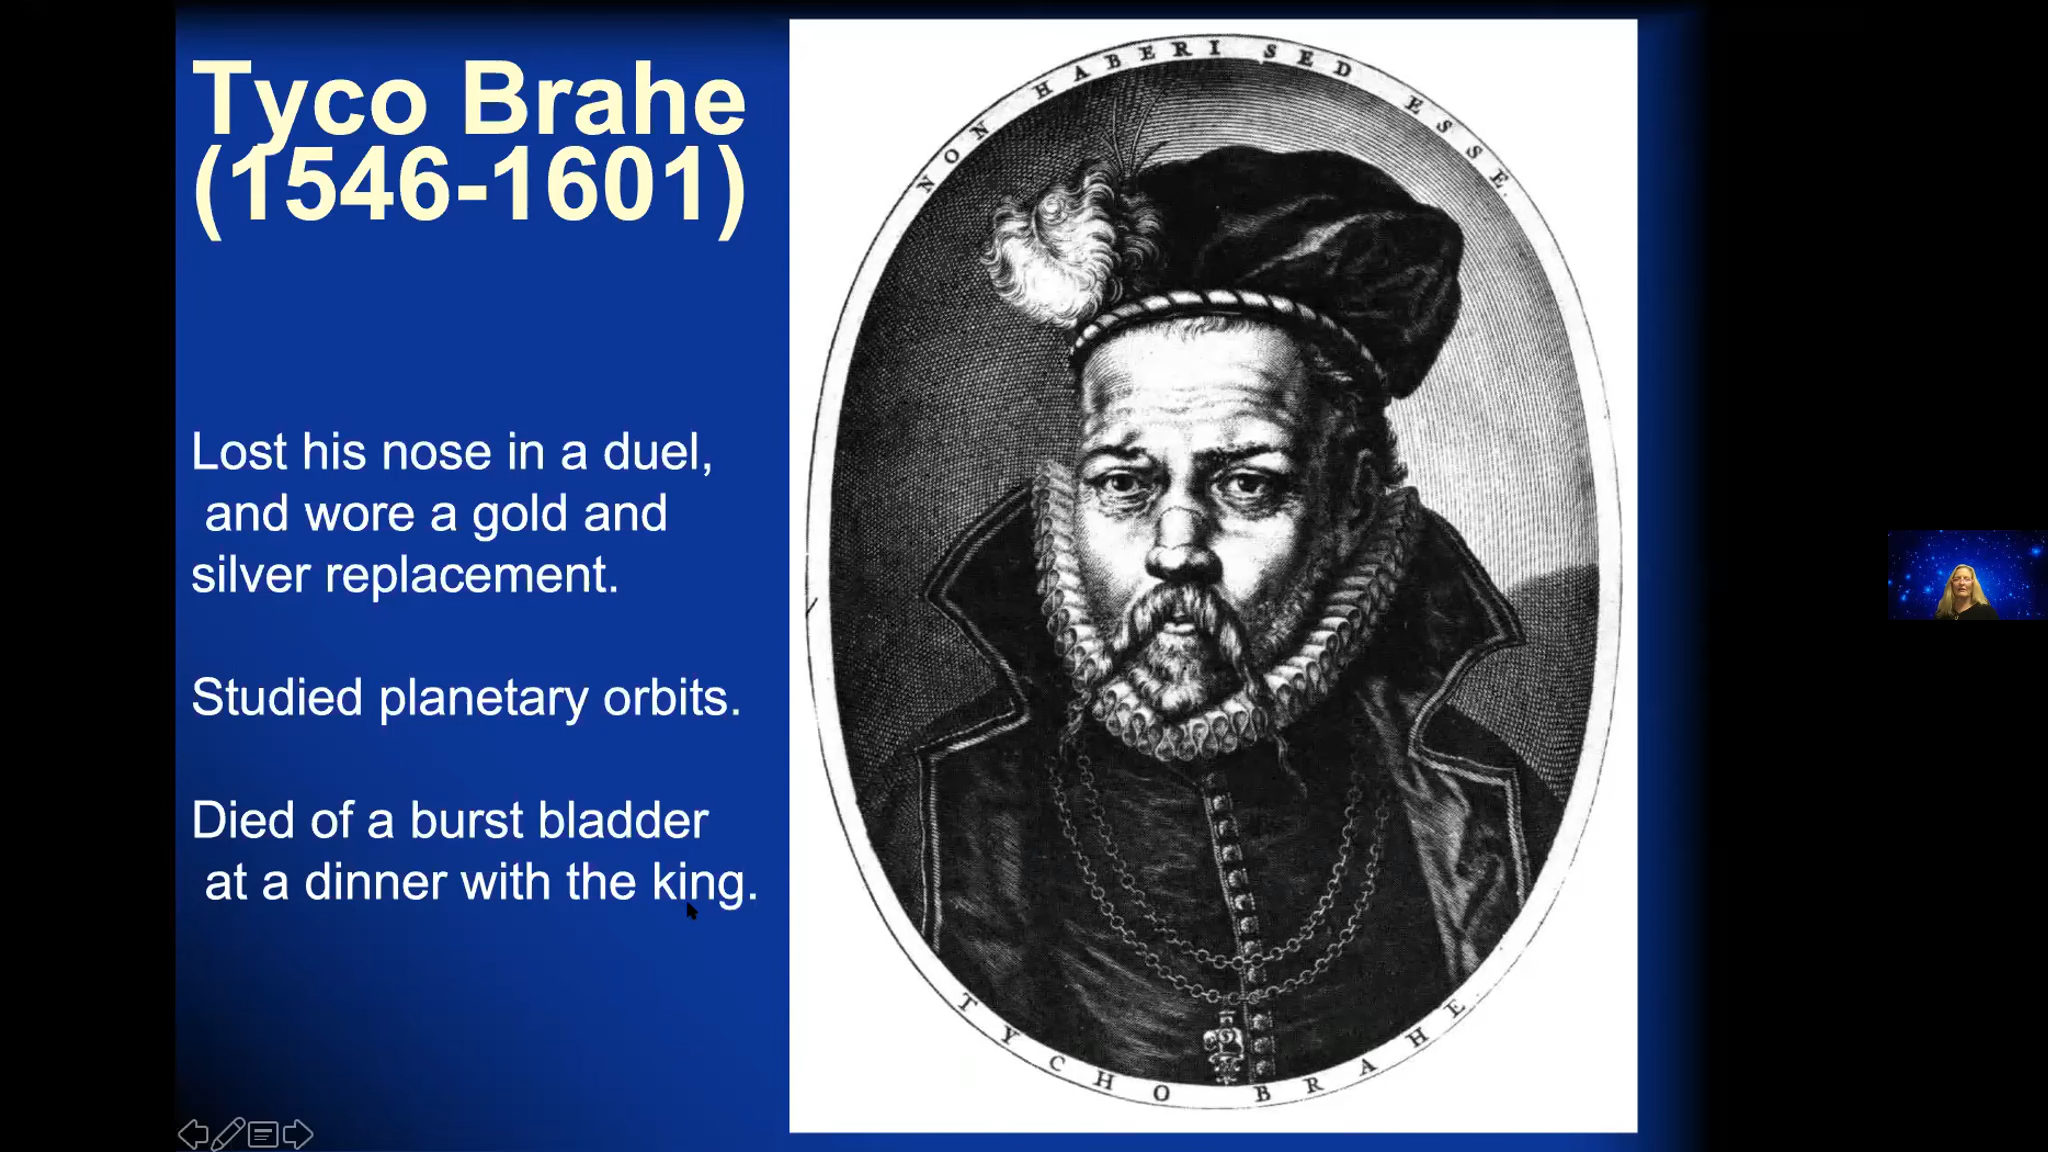 Tyco Brahe
(1546-1601)
Lost his nose in a duel,
and wore a gold and
silver replacement.
Studied planetary orbits.
Died of a burst bladder
at a dinner with the king.
NON HABERI SED ESSE
TYCHO BRAHE